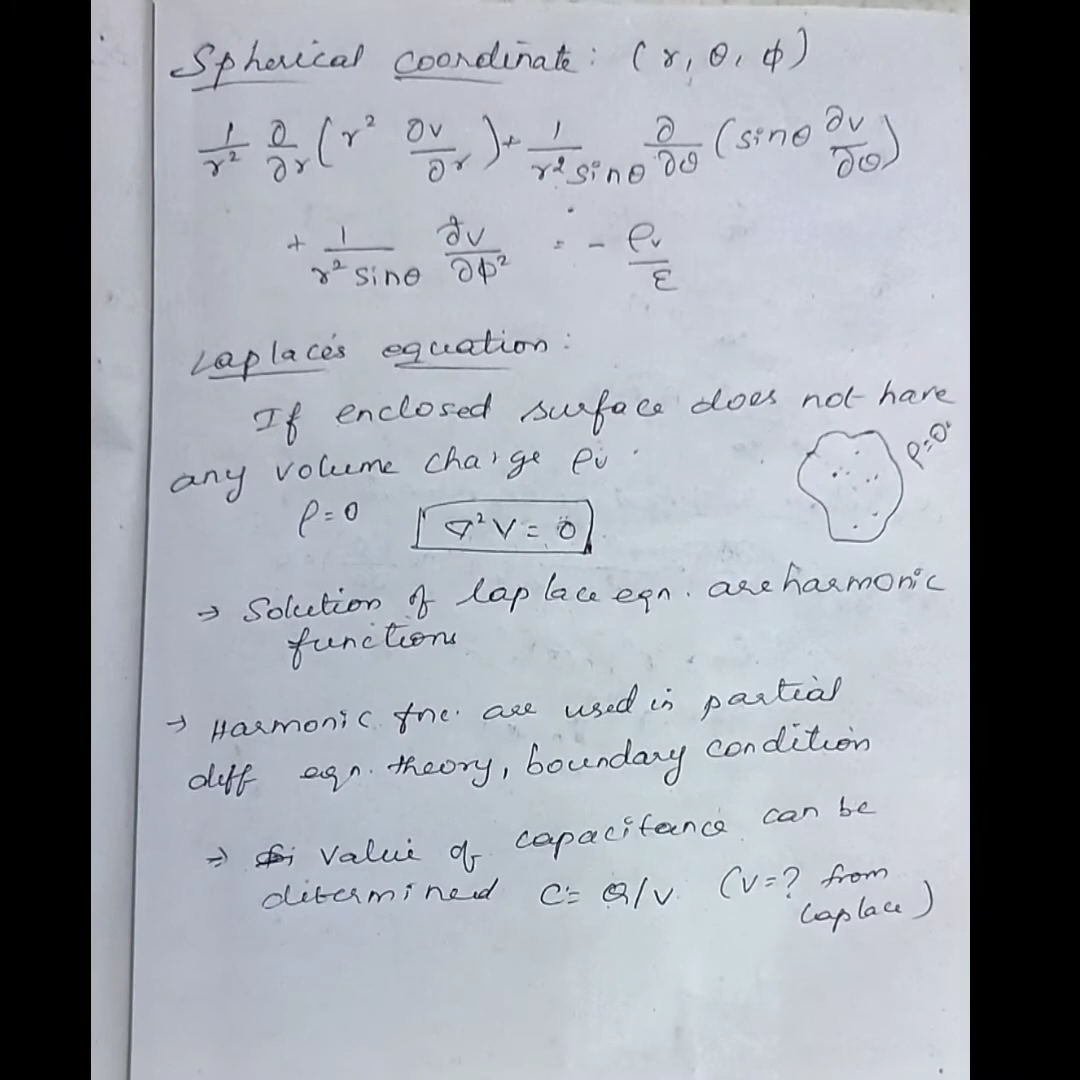 Spherical coordinate: (r, θ, φ)
1/r² ∂/∂r (r² ∂v/∂r) + 1/r² sinθ ∂/∂θ (sinθ ∂v/∂θ)
+ 1/r² sinθ ∂²v/∂φ² = - ρv/ε
Laplace's equation:
If enclosed surface does not have
any volume charge ρv.
ρ=0
ρ=0 ∇²V = 0
→ Solution of laplace eqn. are harmonic
functions
→ Harmonic fnc. are used in partial
diff eqn. theory, boundary condition
→ Value of capacitance can be
determined C = Q/V (V=? from
laplace)